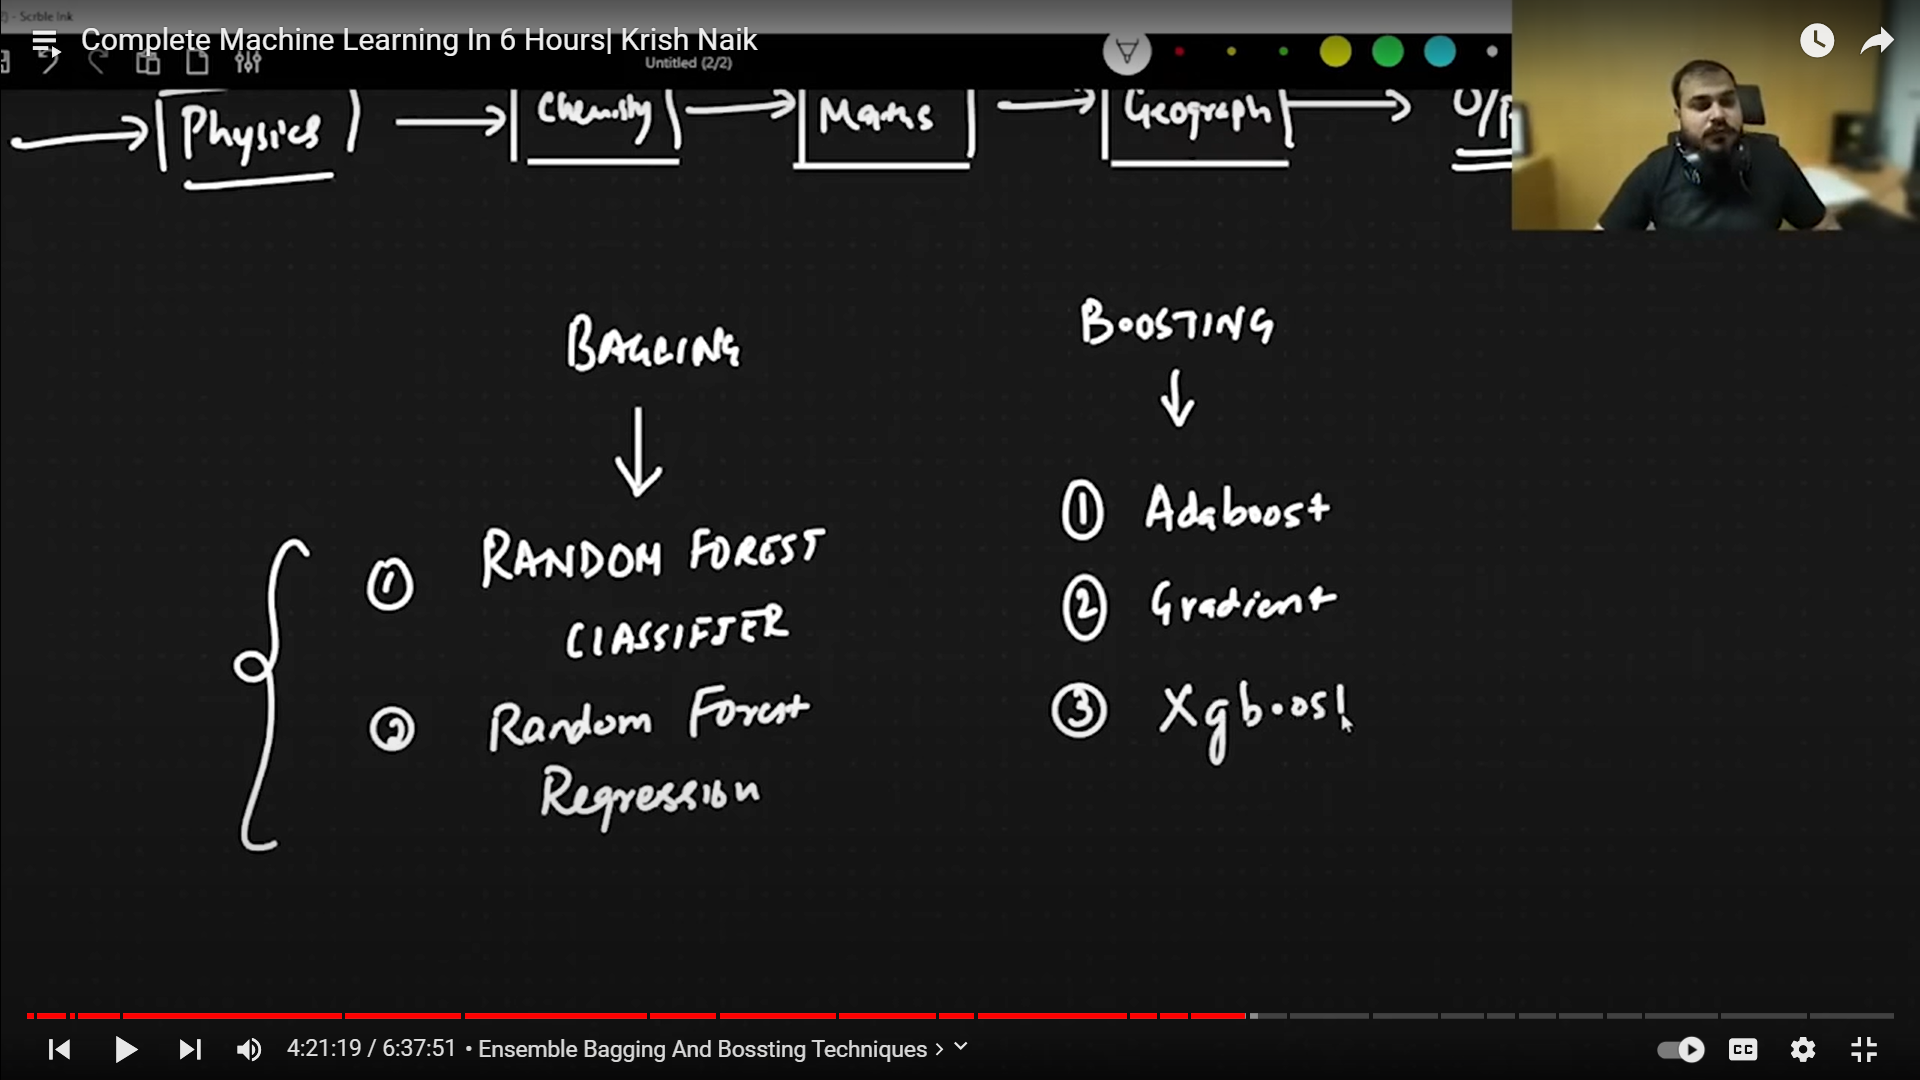 - Scrble Ink
Complete Machine Learning In 6 Hours| Krish Naik
Untitled (2/2)
Physics
Chemistry
Maths
Geograph
O/p
BAGGING
BOOSTING
① RANDOM FOREST
CLASSIFIER
② Random Forest
Regression
① Adaboost
② Gradient
③ Xgboost
4:21:19 / 6:37:51 • Ensemble Bagging And Bossting Techniques
CC